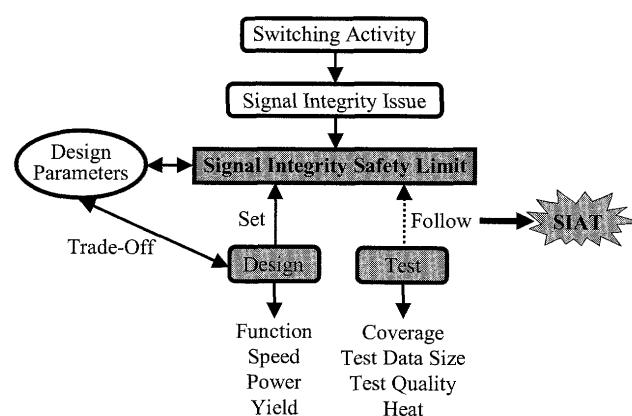 Switching Activity
Signal Integrity Issue
Design
Parameters
Signal Integrity Safety Limit
Set
Follow
SIAT
Trade-Off
Design
Test
Function
Speed
Power
Yield
Coverage
Test Data Size
Test Quality
Heat